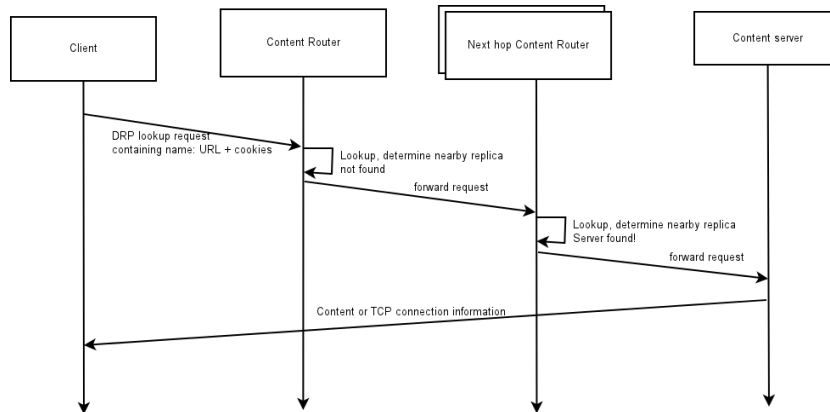 Client
Content Router
Next hop Content Router
Content server
DRP lookup request
containing name: URL + cookies
Lookup, determine nearby replica
not found
forward request
Lookup, determine nearby replica
Server found!
forward request
Content or TCP connection information